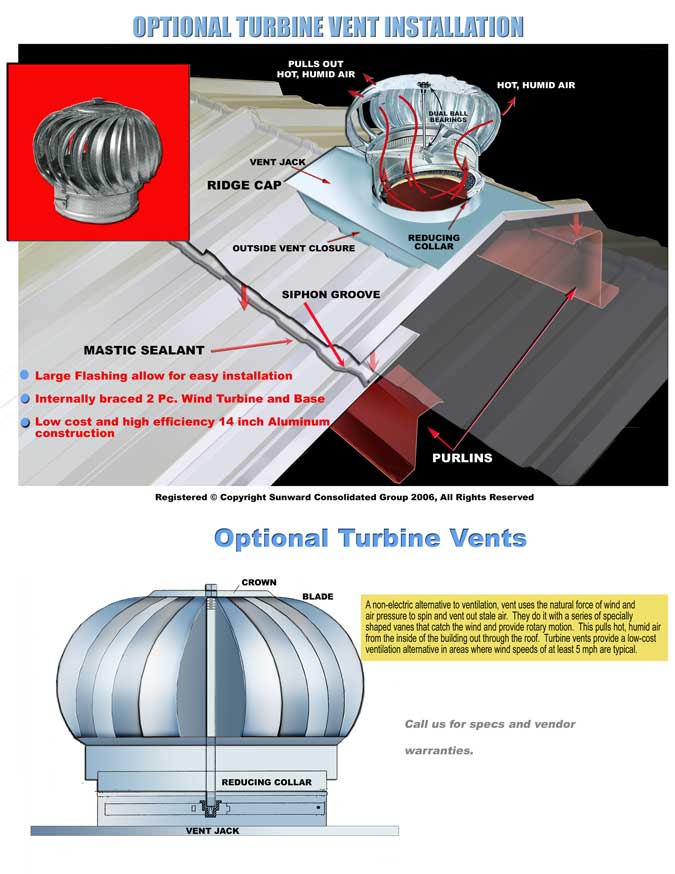 OPTIONAL TURBINE VENT INSTALLATION
PULLS OUT
HOT, HUMID AIR
HOT, HUMID AIR
DUAL BALL
BEARINGS
VENT JACK
RIDGE CAP
OUTSIDE VENT CLOSURE
REDUCING
COLLAR
SIPHON GROOVE
MASTIC SEALANT
Large Flashing allow for easy installation
Internally braced 2 Pc. Wind Turbine and Base
Low cost and high efficiency 14 inch Aluminum
construction
PURLINS
Registered © Copyright Sunward Consolidated Group 2006, All Rights Reserved
Optional Turbine Vents
CROWN
BLADE
A non-electric alternative to ventilation, vent uses the natural force of wind and
air pressure to spin and vent out stale air. They do it with a series of specially
shaped vanes that catch the wind and provide rotary motion. This pulls hot, humid air
from the inside of the building out through the roof. Turbine vents provide a low-cost
ventilation alternative in areas where wind speeds of at least 5 mph are typical.
Call us for specs and vendor
warranties.
REDUCING COLLAR
VENT JACK